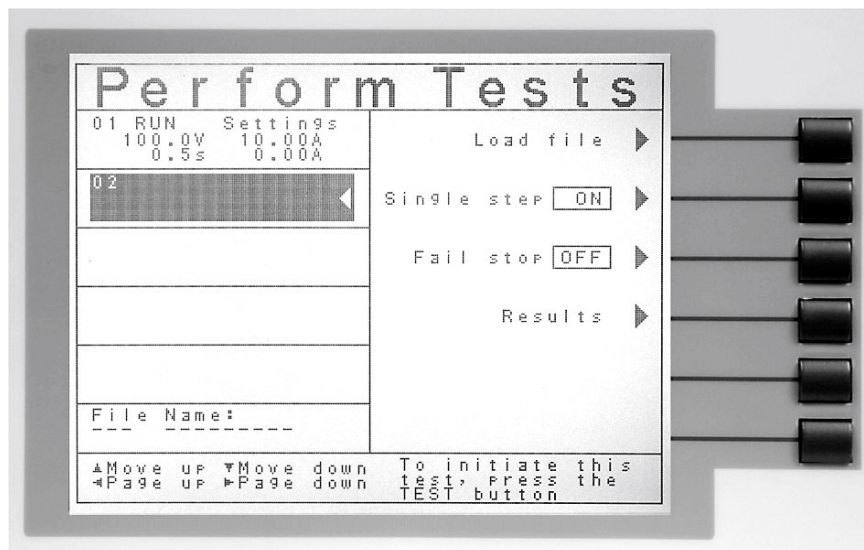 Perform Tests
01 RUN Settings
100.0V 10.00A
0.5s 0.00A
02
Load file
Single step ON
Fail stop OFF
Results
File Name:
▲Move up ▼Move down
◄Page up ►Page down
To initiate this
test, press the
TEST button